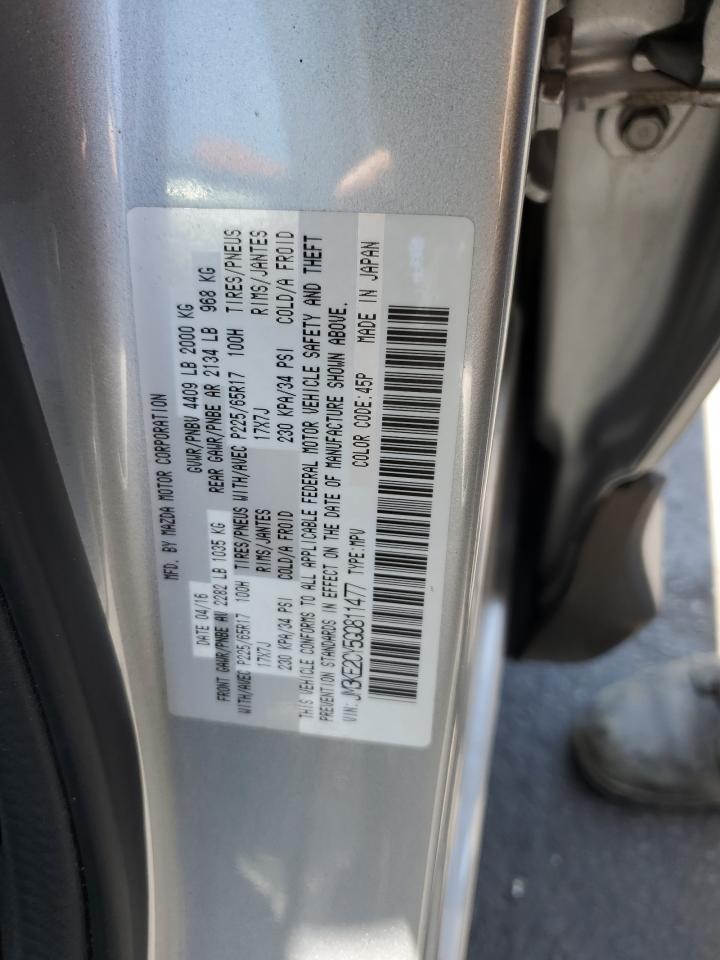 MFD. BY MAZDA MOTOR CORPORATION
DATE 04/16 GVWR/PNBV 4409 LB 2000 KG
FRONT GAWR/PNBE AV 2282 LB 1035 KG REAR GAWR/PNBE AR 2134 LB 968 KG
WITH/AVEC P225/65R17 100H TIRES/PNEUS WITH/AVEC P225/65R17 100H TIRES/PNEUS
17X7J RIMS/JANTES 17X7J RIMS/JANTES
230 KPA/34 PSI COLD/A FROID 230 KPA/34 PSI COLD/A FROID
THIS VEHICLE CONFORMS TO ALL APPLICABLE FEDERAL MOTOR VEHICLE SAFETY AND THEFT
PREVENTION STANDARDS IN EFFECT ON THE DATE OF MANUFACTURE SHOWN ABOVE.
VIN: JM3KE2CY5G0811477 TYPE:MPV COLOR CODE:45P MADE IN JAPAN